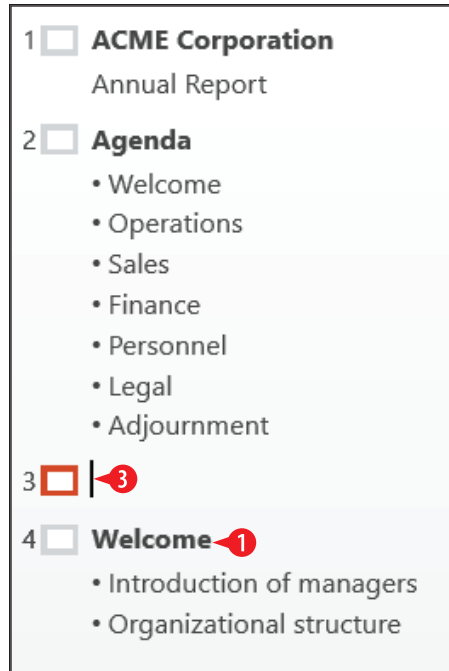 1 ACME Corporation
Annual Report
2 Agenda
• Welcome
• Operations
• Sales
• Finance
• Personnel
• Legal
• Adjournment
3 3
4 Welcome 1
• Introduction of managers
• Organizational structure